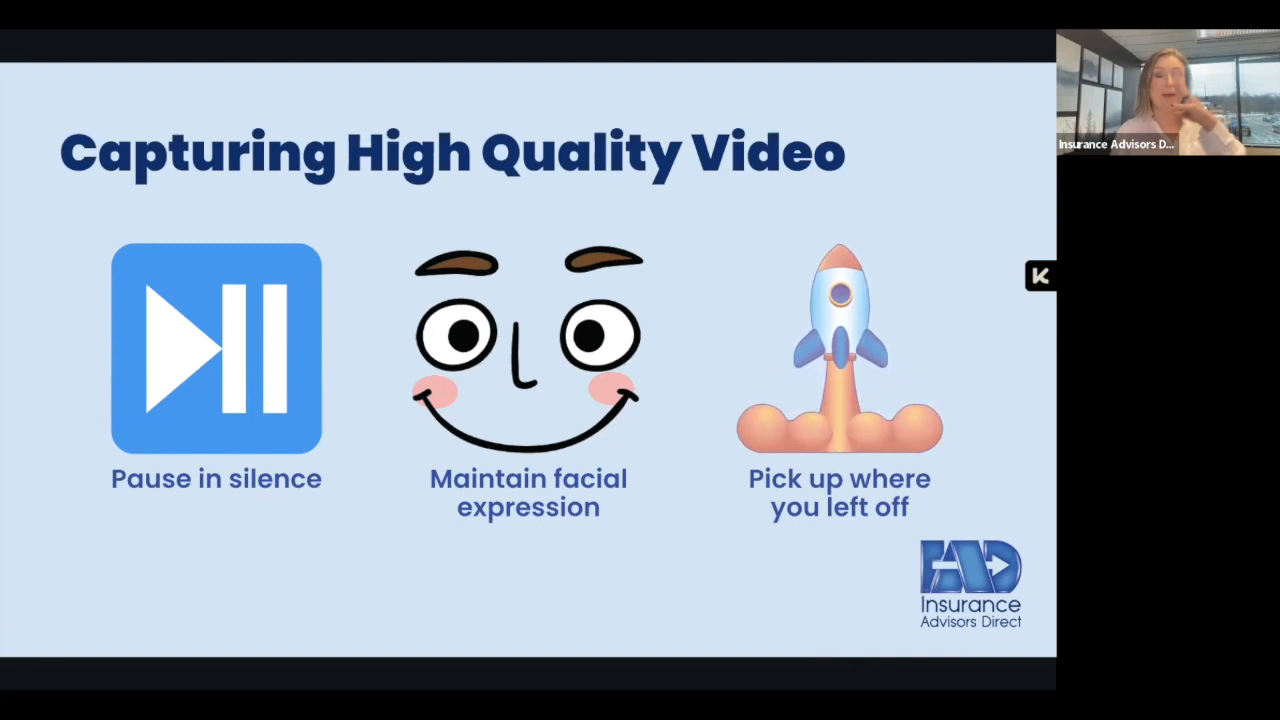 Capturing High Quality Video
Insurance Advisors D...
Pause in silence
Maintain facial
expression
Pick up where
you left off
IAD
Insurance
Advisors Direct